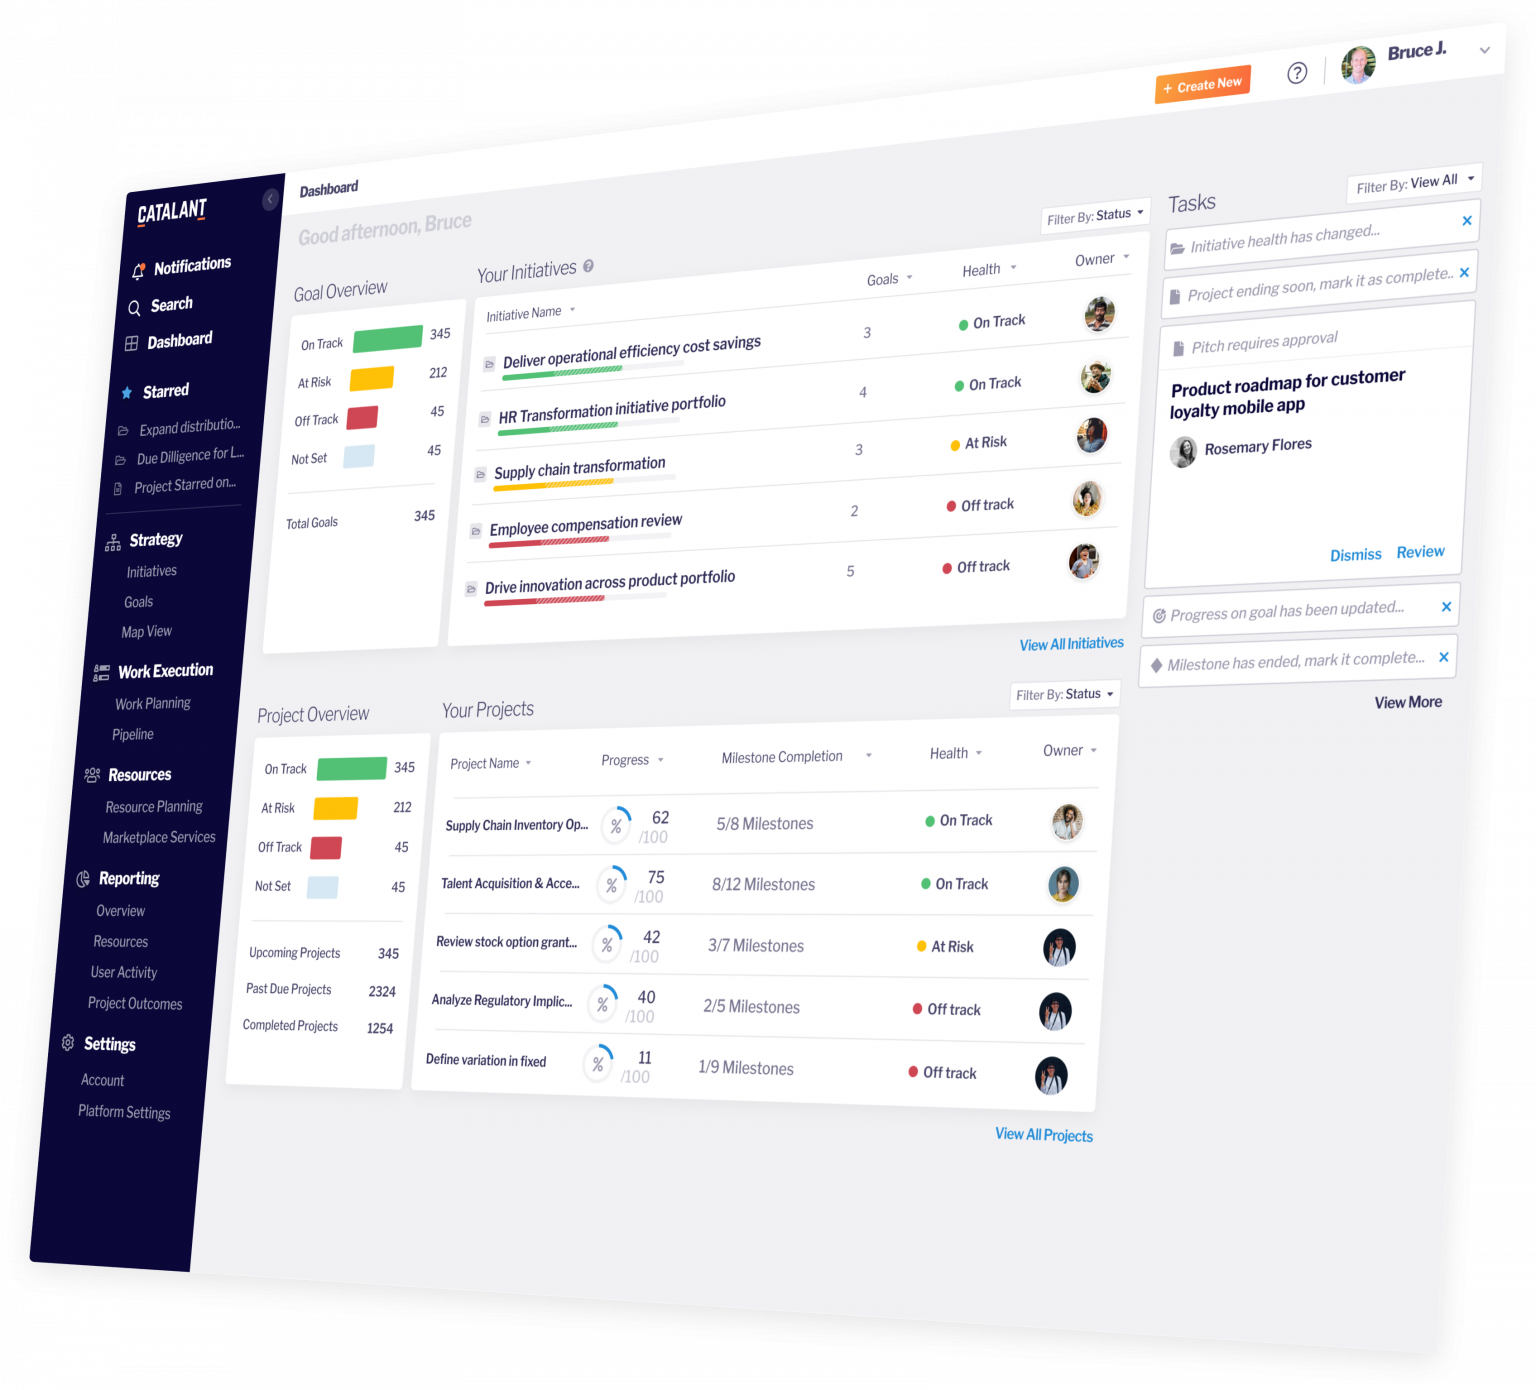 Bruce J.
+ Create New
?
CATALANT
Notifications
Search
Dashboard
Starred
Expand distributio...
Due Dilligence for L...
Project Starred on...
Strategy
Initiatives
Goals
Map View
Work Execution
Work Planning
Pipeline
Resources
Resource Planning
Marketplace Services
Reporting
Overview
Resources
User Activity
Project Outcomes
Settings
Account
Platform Settings
Dashboard
Good afternoon, Bruce
Goal Overview
On Track 345
At Risk 212
Off Track 45
Not Set 45
Total Goals 345
Your Initiatives ?
Filter By: Status
Initiative Name Goals Health Owner
Deliver operational efficiency cost savings 3 On Track
HR Transformation initiative portfolio 4 On Track
Supply chain transformation 3 At Risk
Employee compensation review 2 Off track
Drive innovation across product portfolio 5 Off track
View All Initiatives
Project Overview
On Track 345
At Risk 212
Off Track 45
Not Set 45
Upcoming Projects 345
Past Due Projects 2324
Completed Projects 1254
Your Projects
Filter By: Status
Project Name Progress Milestone Completion Health Owner
Supply Chain Inventory Op... % 62 /100 5/8 Milestones On Track
Talent Acquisition & Acce... % 75 /100 8/12 Milestones On Track
Review stock option grant... % 42 /100 3/7 Milestones At Risk
Analyze Regulatory Implic... % 40 /100 2/5 Milestones Off track
Define variation in fixed % 11 /100 1/9 Milestones Off track
View All Projects
Tasks
Filter By: View All
Initiative health has changed...
Project ending soon, mark it as complete..
Pitch requires approval
Product roadmap for customer
loyalty mobile app
Rosemary Flores
Dismiss Review
Progress on goal has been updated...
Milestone has ended, mark it complete...
View More